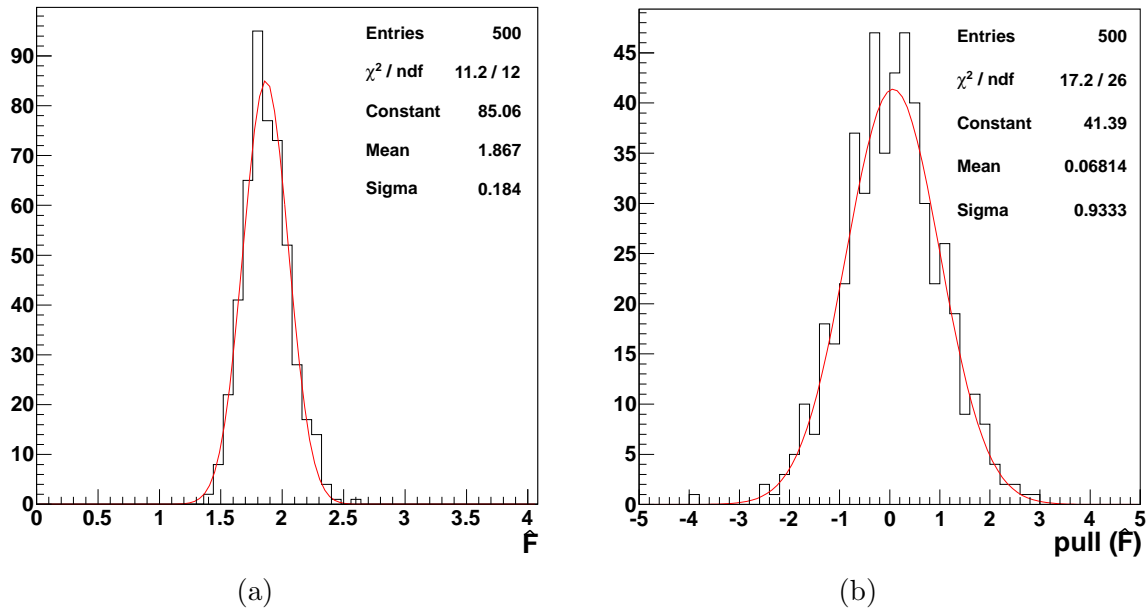 Entries 500
χ² / ndf 11.2 / 12
Constant 85.06
Mean 1.867
Sigma 0.184
90
80
70
60
50
40
30
20
10
0
0 0.5 1 1.5 2 2.5 3 3.5 4
F̂
(a)
Entries 500
χ² / ndf 17.2 / 26
Constant 41.39
Mean 0.06814
Sigma 0.9333
45
40
35
30
25
20
15
10
5
0
-5 -4 -3 -2 -1 0 1 2 3 4 5
pull (F̂)
(b)